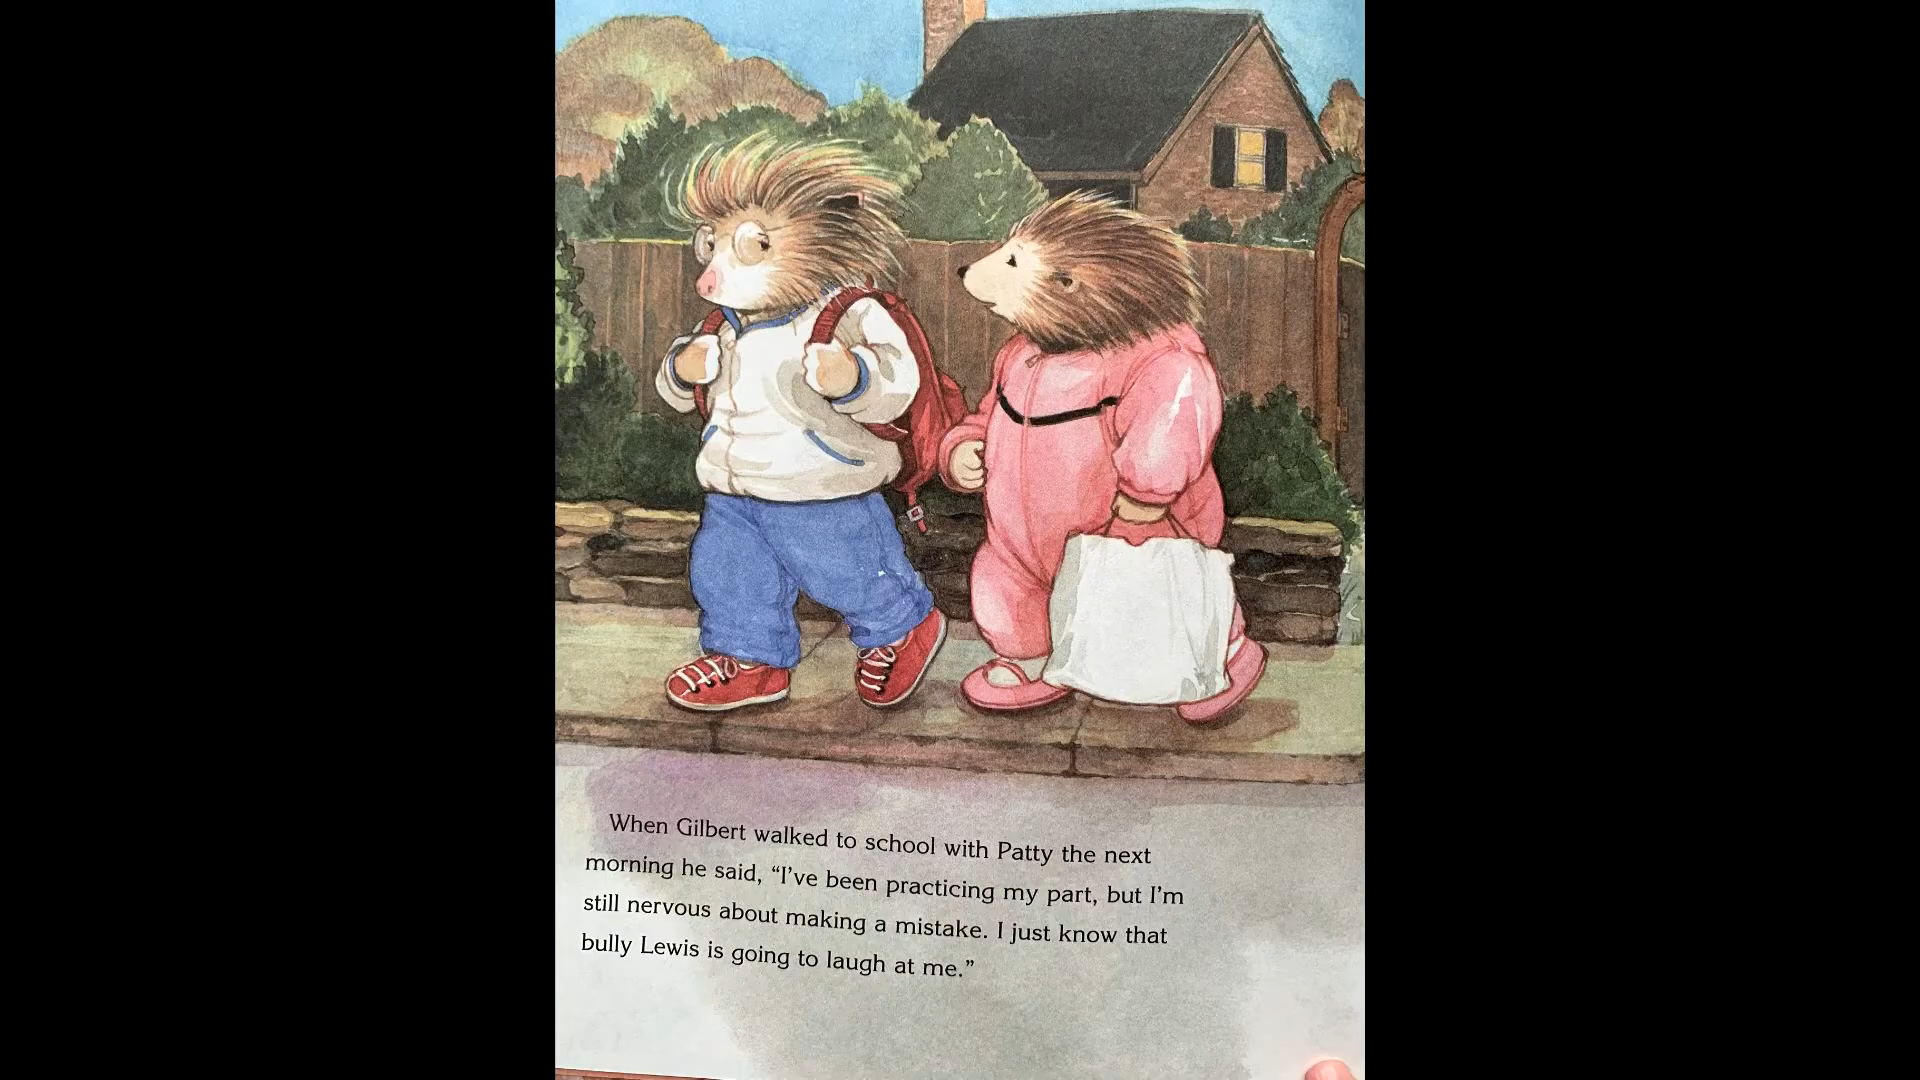 When Gilbert walked to school with Patty the next
morning he said, “I’ve been practicing my part, but I’m
still nervous about making a mistake. I just know that
bully Lewis is going to laugh at me.”